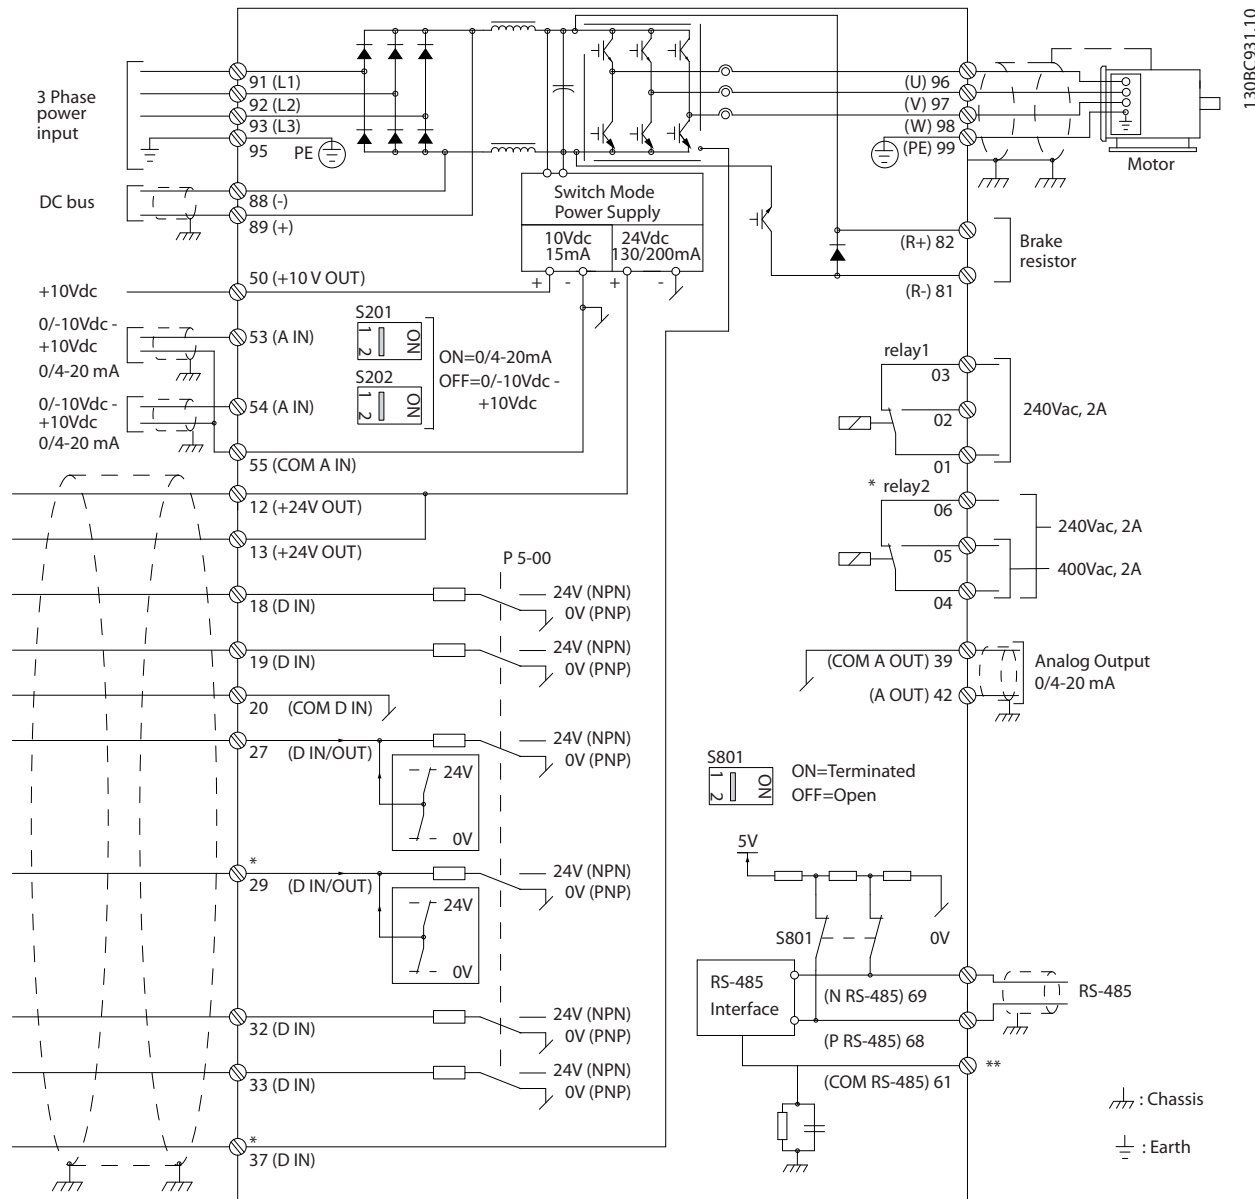 130BC931.10
3 Phase
power
input
91 (L1)
92 (L2)
93 (L3)
95
PE
DC bus
88 (-)
89 (+)
+10Vdc
50 (+10 V OUT)
0/-10Vdc -
+10Vdc
0/4-20 mA
53 (A IN)
0/-10Vdc -
+10Vdc
0/4-20 mA
54 (A IN)
55 (COM A IN)
12 (+24V OUT)
13 (+24V OUT)
18 (D IN)
19 (D IN)
20 (COM D IN)
27 (D IN/OUT)
24V
0V
*
29 (D IN/OUT)
24V
0V
32 (D IN)
33 (D IN)
*
37 (D IN)
Switch Mode
Power Supply
10Vdc
15mA
24Vdc
130/200mA
+ - + -
S201
1 2
ON
S202
1 2
ON
ON=0/4-20mA
OFF=0/-10Vdc -
+10Vdc
P 5-00
24V (NPN)
0V (PNP)
24V (NPN)
0V (PNP)
24V (NPN)
0V (PNP)
24V (NPN)
0V (PNP)
24V (NPN)
0V (PNP)
24V (NPN)
0V (PNP)
(U) 96
(V) 97
(W) 98
(PE) 99
Motor
(R+) 82
(R-) 81
Brake
resistor
relay1
03
02
01
240Vac, 2A
* relay2
06
05
04
240Vac, 2A
400Vac, 2A
(COM A OUT) 39
(A OUT) 42
Analog Output
0/4-20 mA
S801
1 2
ON
ON=Terminated
OFF=Open
5V
S801
0V
RS-485
Interface
(N RS-485) 69
(P RS-485) 68
(COM RS-485) 61
**
RS-485
: Chassis
: Earth